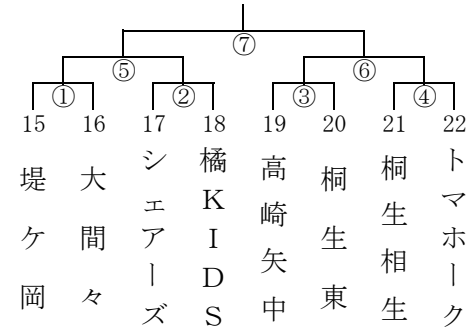 ⑦
⑤ ⑥
① ② ③ ④
15 16 17 18 19 20 21 22
堤ケ岡
大間々
シェアーズ
橘KIDS
高崎矢中
桐生東
桐生相生
トマホーク